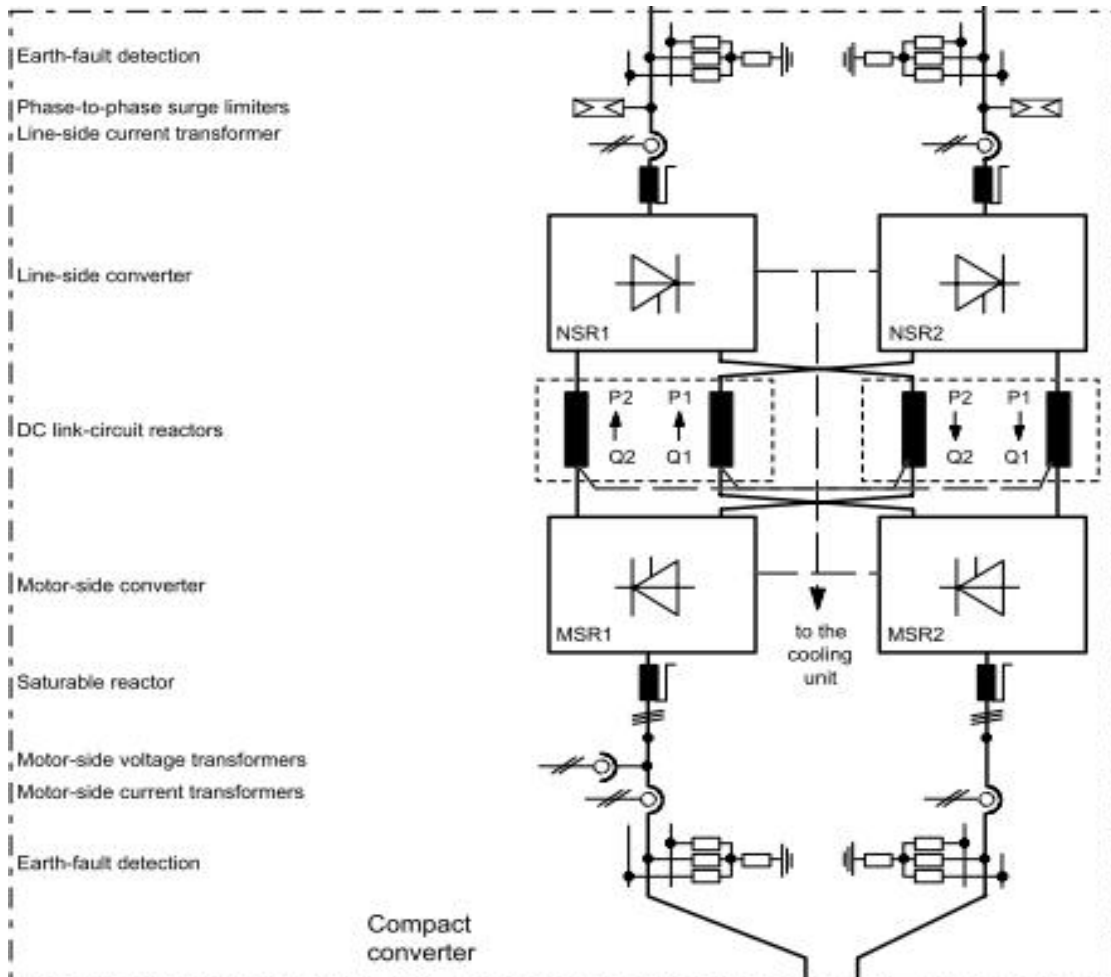 Earth-fault detection
Phase-to-phase surge limiters
Line-side current transformer
Line-side converter
NSR1
NSR2
DC link-circuit reactors
P2 P1
Q2 Q1
P2 P1
Q2 Q1
Motor-side converter
MSR1
to the
cooling
unit
MSR2
Saturable reactor
Motor-side voltage transformers
Motor-side current transformers
Earth-fault detection
Compact
converter